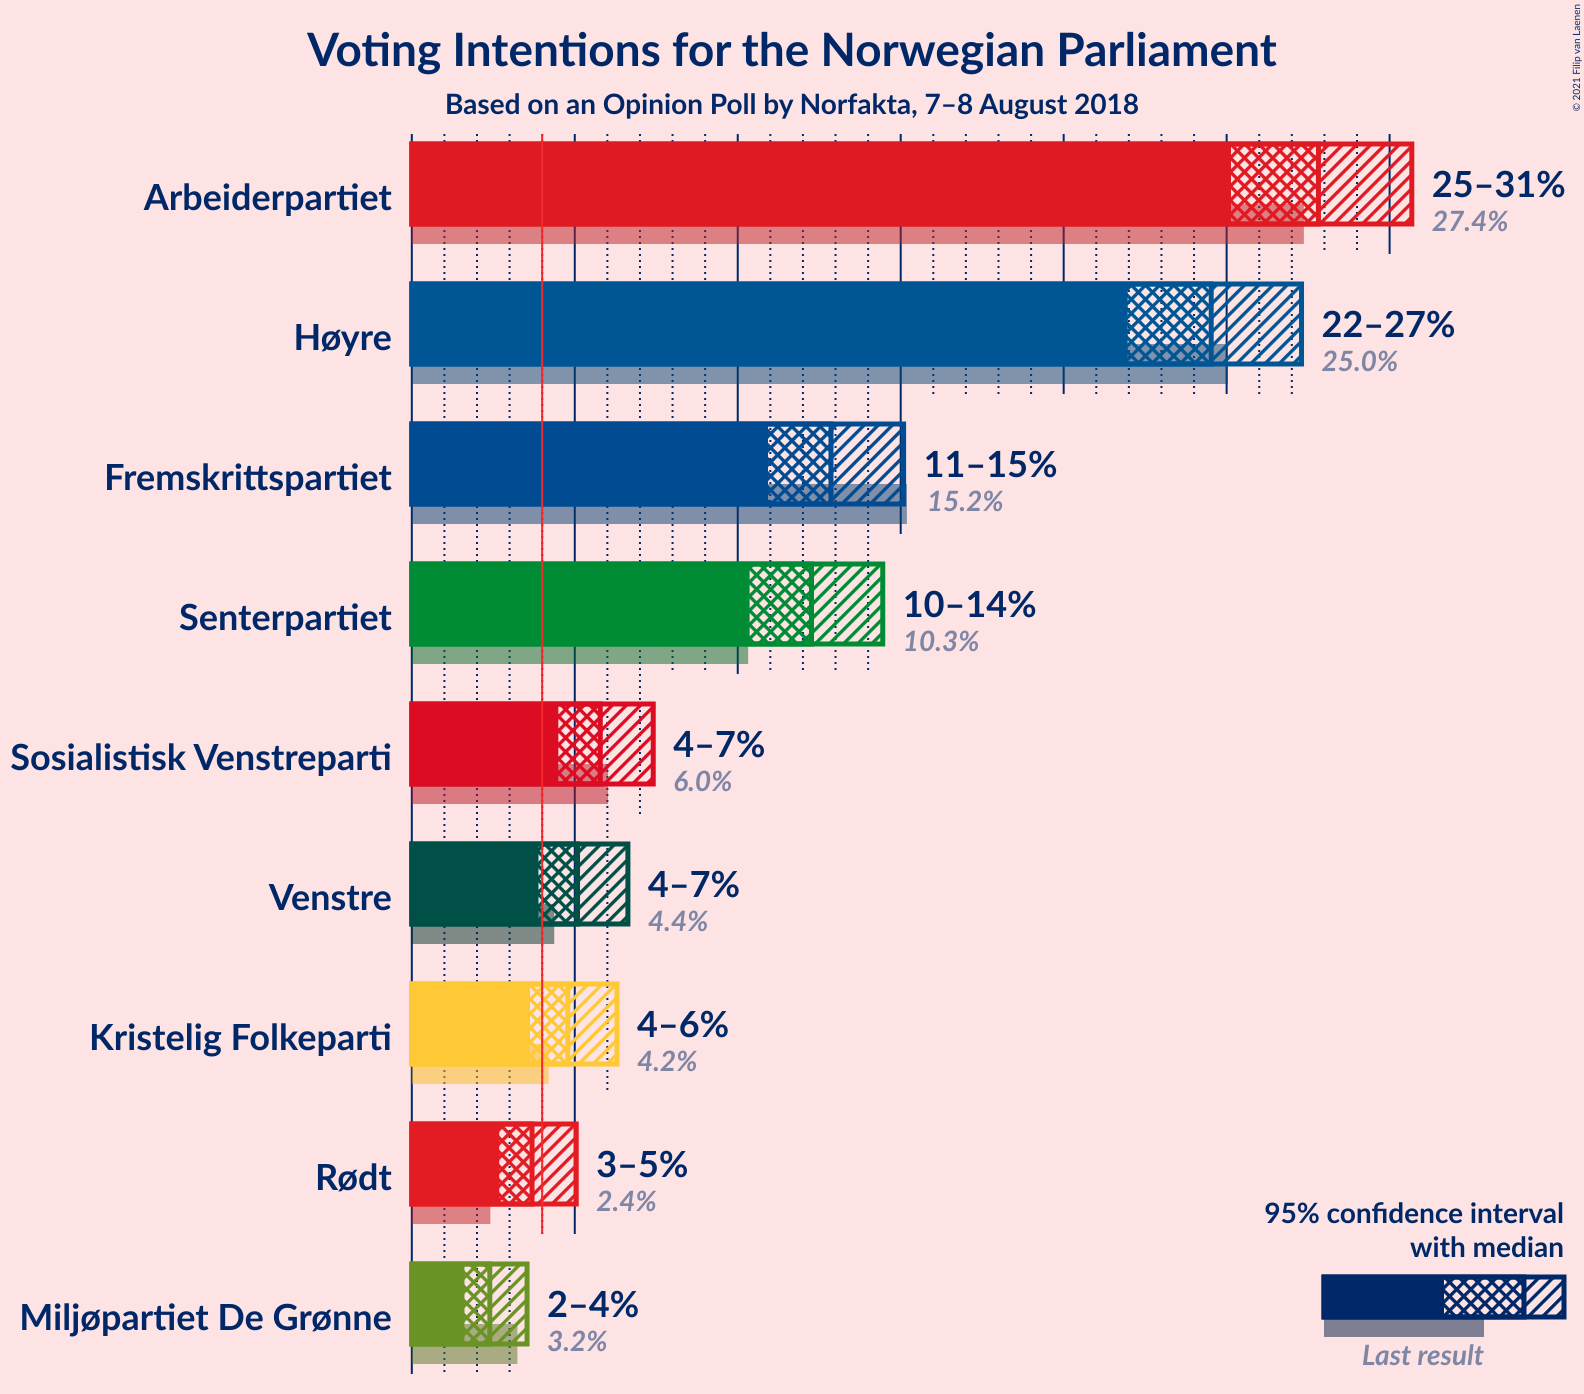 Voting Intentions for the Norwegian Parliament
Based on an Opinion Poll by Norfakta, 7–8 August 2018
© 2021 Filip van Laenen
Arbeiderpartiet
25–31%
27.4%
Høyre
22–27%
25.0%
Fremskrittspartiet
11–15%
15.2%
Senterpartiet
10–14%
10.3%
Sosialistisk Venstreparti
4–7%
6.0%
Venstre
4–7%
4.4%
Kristelig Folkeparti
4–6%
4.2%
Rødt
3–5%
2.4%
Miljøpartiet De Grønne
2–4%
3.2%
95% confidence interval
with median
Last result